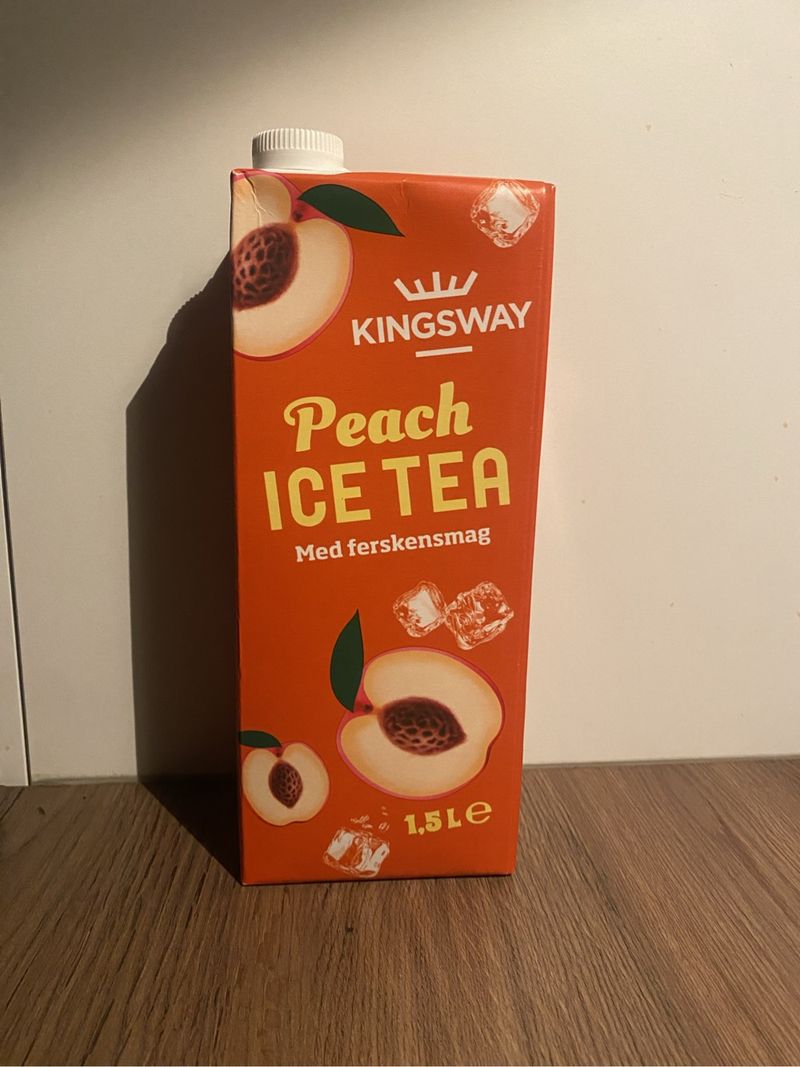 KINGSWAY
Peach
ICE TEA
Med ferskensmag
1,5 L ℮